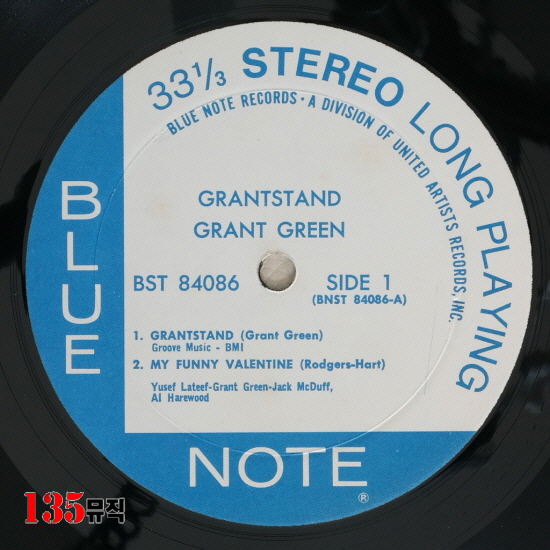 33⅓ STEREO LONG PLAYING
BLUE NOTE RECORDS • A DIVISION OF UNITED ARTISTS RECORDS, INC.
GRANTSTAND
GRANT GREEN
BST 84086 SIDE 1
(BNST 84086-A)
1. GRANTSTAND (Grant Green)
Groove Music - BMI
2. MY FUNNY VALENTINE (Rodgers-Hart)
Yusef Lateef-Grant Green-Jack McDuff,
Al Harewood
BLUE
NOTE
®
135뮤직